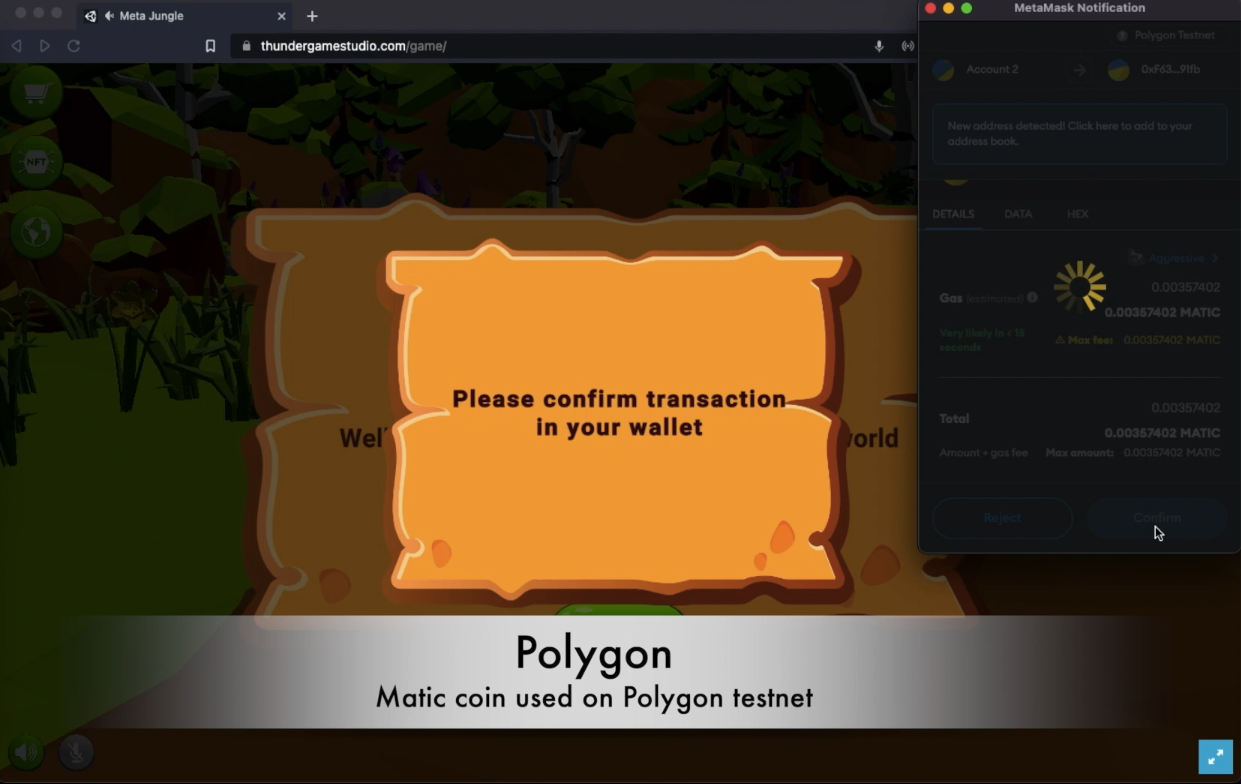 Meta Jungle
thundergamestudio.com/game/
MetaMask Notification
Polygon Testnet
Account 2
0xF63...91fb
New address detected! Click here to add to your
address book.
DETAILS
DATA
HEX
Aggressive
Gas (estimated)
0.00357402
0.00357402 MATIC
Very likely in < 15
seconds
Max fee: 0.00357402 MATIC
Total
0.00357402
0.00357402 MATIC
Amount + gas fee
Max amount: 0.00357402 MATIC
Reject
Confirm
NFT
Please confirm transaction
in your wallet
Wel
orld
Polygon
Matic coin used on Polygon testnet